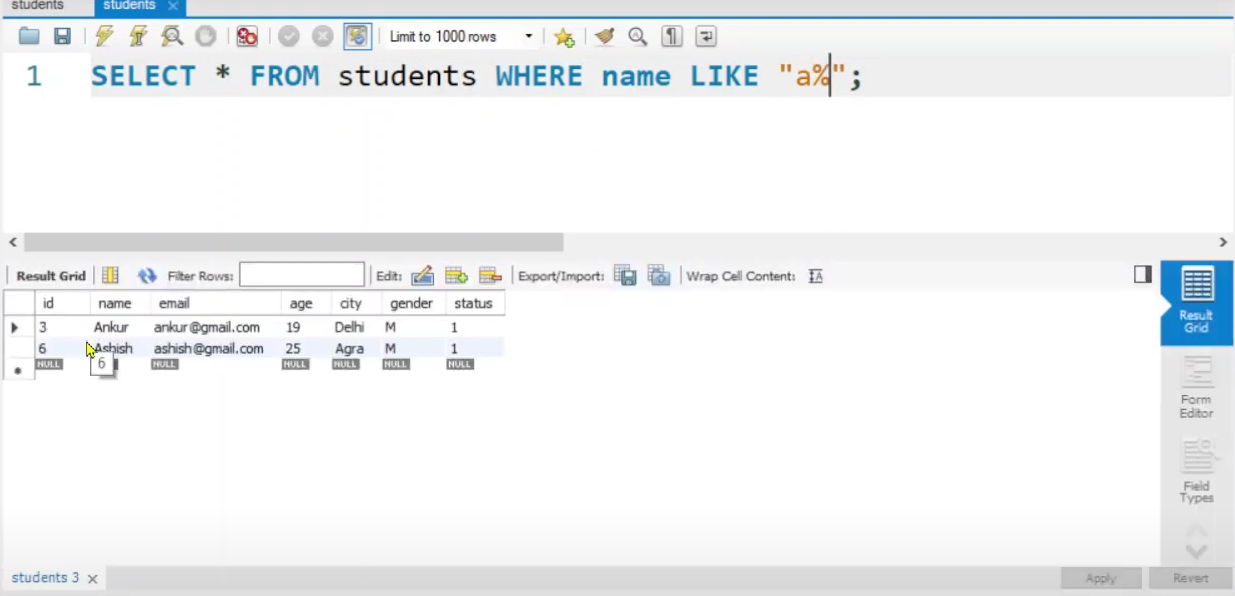 students students
Limit to 1000 rows
1 SELECT * FROM students WHERE name LIKE "a%";
Result Grid Filter Rows: Edit: Export/Import: Wrap Cell Content:
id name email age city gender status
3 Ankur ankur@gmail.com 19 Delhi M 1
6 Ashish ashish@gmail.com 25 Agra M 1
NULL NULL NULL NULL NULL NULL
6
Result
Grid
Form
Editor
Field
Types
students 3
Apply Revert